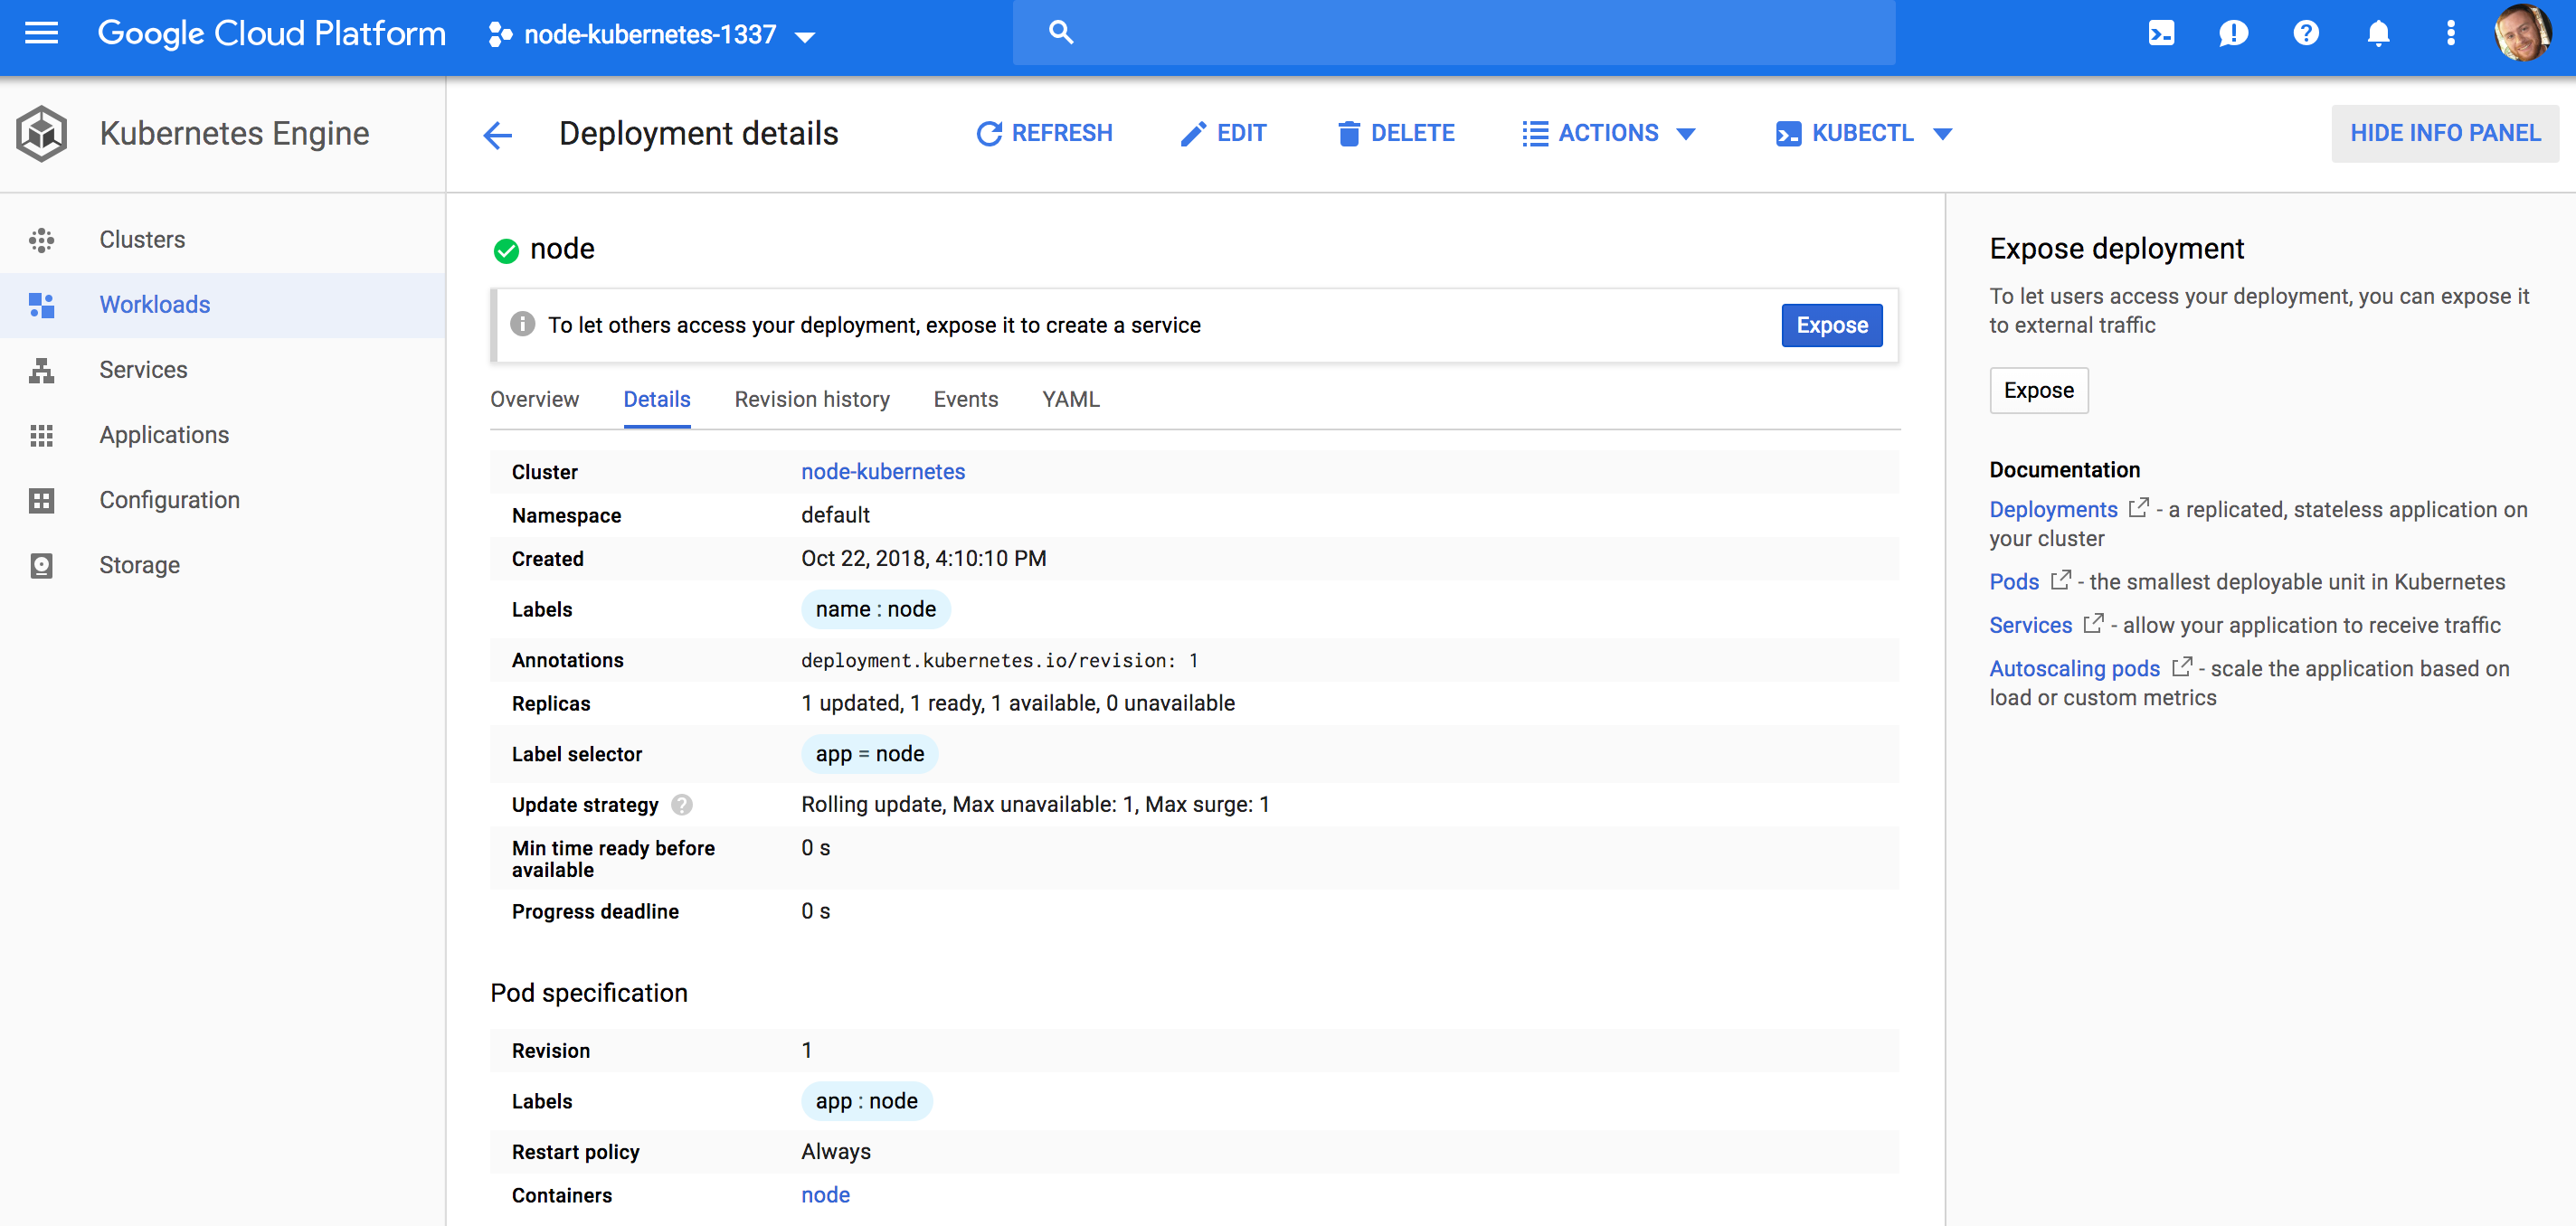 Google Cloud Platform
node-kubernetes-1337
Kubernetes Engine
Deployment details
REFRESH
EDIT
DELETE
ACTIONS
KUBECTL
HIDE INFO PANEL
Clusters
Workloads
Services
Applications
Configuration
Storage
node
To let others access your deployment, expose it to create a service
Expose
Overview
Details
Revision history
Events
YAML
Cluster node-kubernetes
Namespace default
Created Oct 22, 2018, 4:10:10 PM
Labels name : node
Annotations deployment.kubernetes.io/revision: 1
Replicas 1 updated, 1 ready, 1 available, 0 unavailable
Label selector app = node
Update strategy Rolling update, Max unavailable: 1, Max surge: 1
Min time ready before 0 s
available
Progress deadline 0 s
Pod specification
Revision 1
Labels app : node
Restart policy Always
Containers node
Expose deployment
To let users access your deployment, you can expose it
to external traffic
Expose
Documentation
Deployments - a replicated, stateless application on
your cluster
Pods - the smallest deployable unit in Kubernetes
Services - allow your application to receive traffic
Autoscaling pods - scale the application based on
load or custom metrics